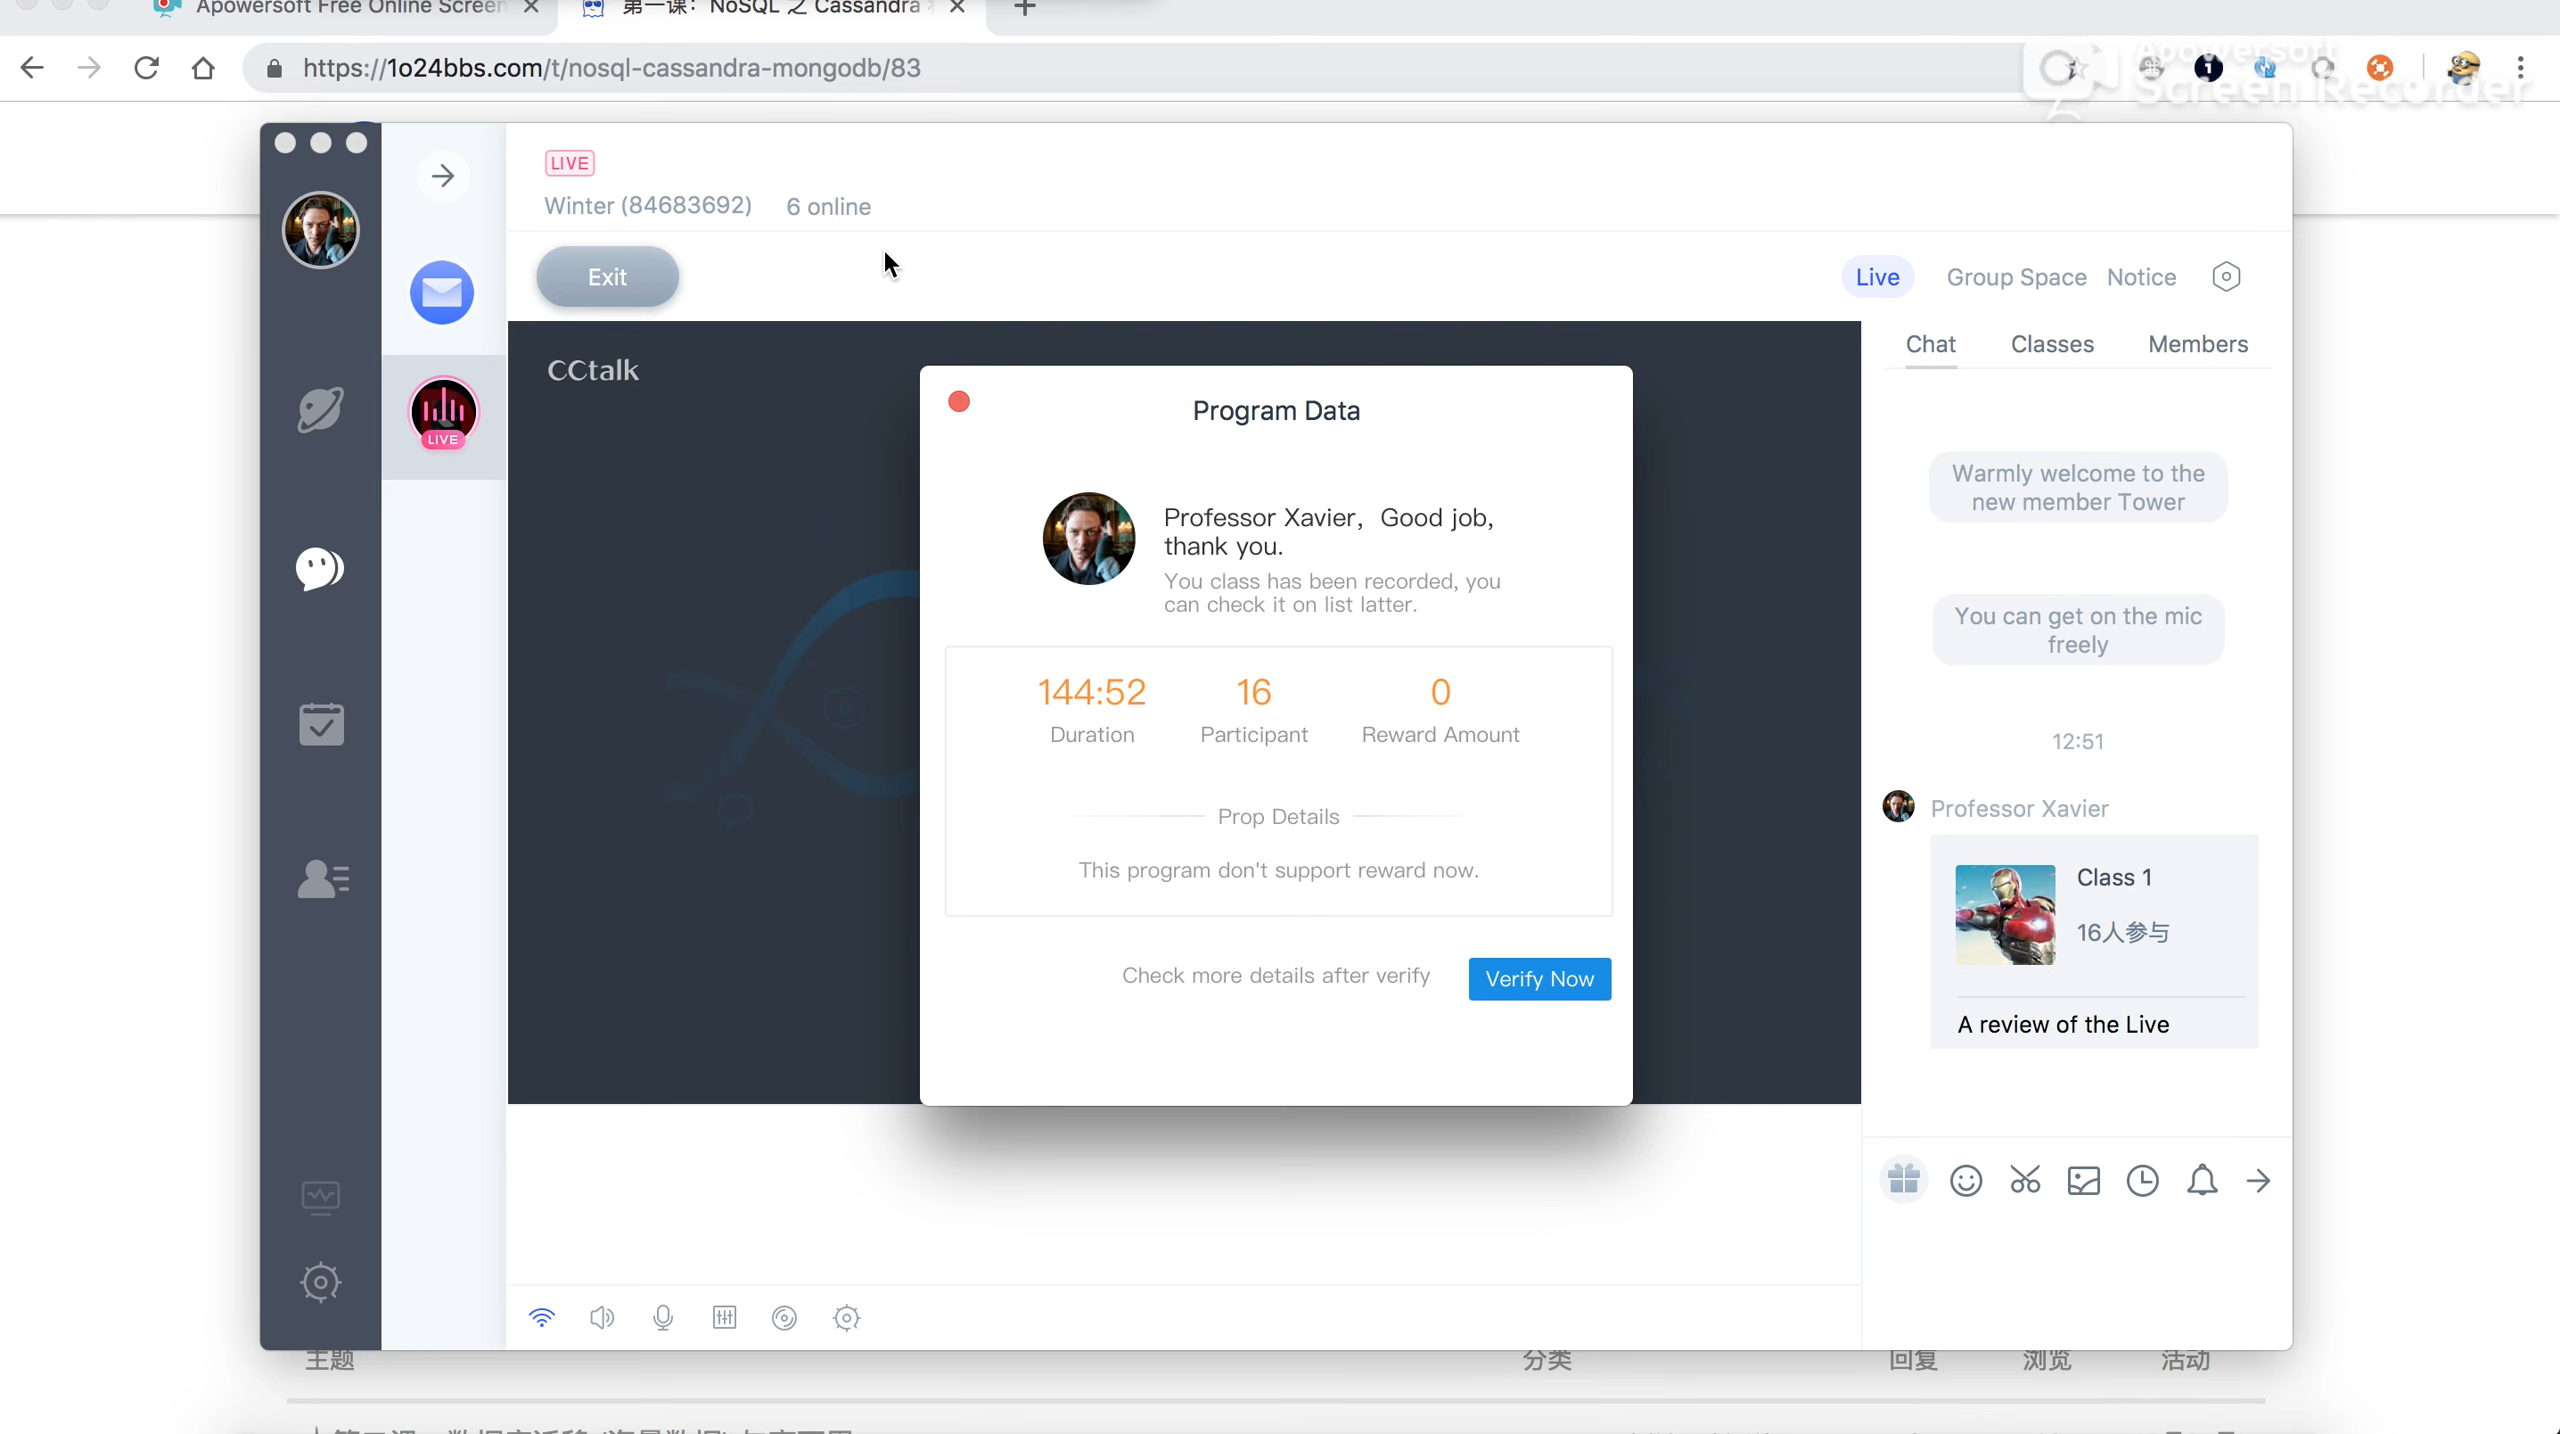 Apowersoft Free Online Screen
第一课：NoSQL 之 Cassandra
https://1o24bbs.com/t/nosql-cassandra-mongodb/83
Apowersoft
Screen Recorder
LIVE
Winter (84683692) 6 online
Exit
Live Group Space Notice
Chat Classes Members
CCtalk
LIVE
Program Data
Professor Xavier, Good job,
thank you.
You class has been recorded, you
can check it on list latter.
144:52 16 0
Duration Participant Reward Amount
Prop Details
This program don't support reward now.
Check more details after verify
Verify Now
Warmly welcome to the
new member Tower
You can get on the mic
freely
12:51
Professor Xavier
Class 1
16人参与
A review of the Live
主题 分类 回复 浏览 活动